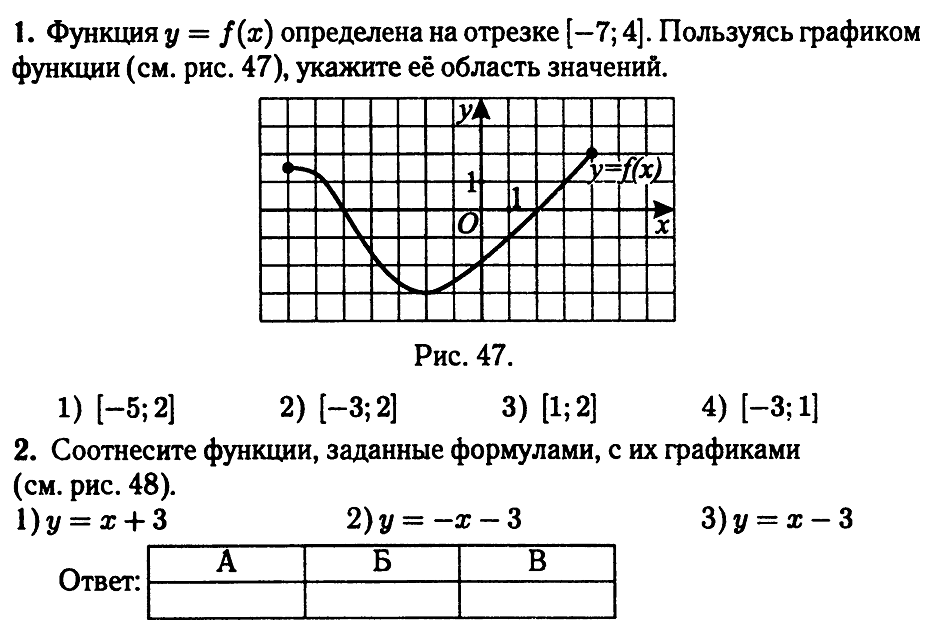 1. Функция y = f(x) определена на отрезке [−7; 4]. Пользуясь графиком
функции (см. рис. 47), укажите её область значений.
y
y=f(x)
1
1
O
x
Рис. 47.
1) [−5; 2] 2) [−3; 2] 3) [1; 2] 4) [−3; 1]
2. Соотнесите функции, заданные формулами, с их графиками
(см. рис. 48).
1) y = x + 3 2) y = −x − 3 3) y = x − 3
А Б В
Ответ: